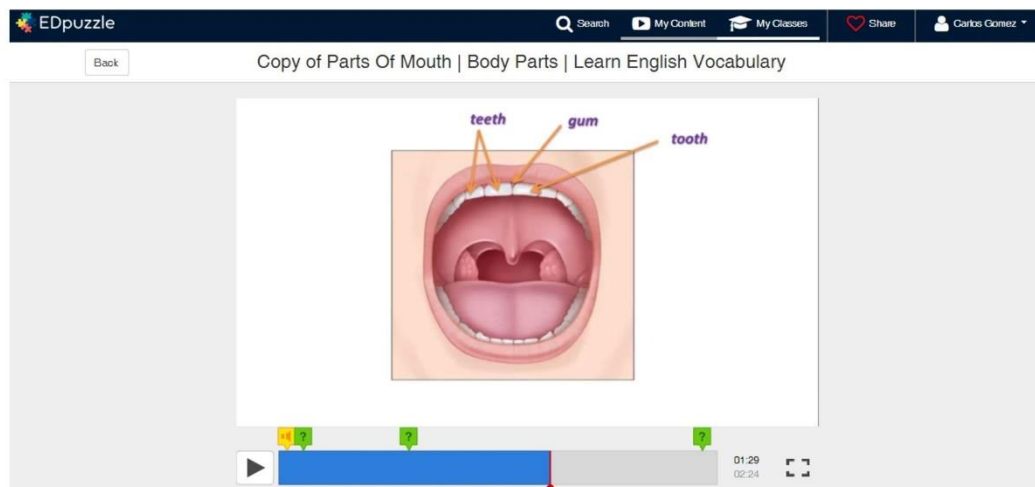 EDpuzzle Search My Content My Classes Share Carlos Gomez
Back Copy of Parts Of Mouth | Body Parts | Learn English Vocabulary
teeth gum tooth
? ? ?
01:29
02:24